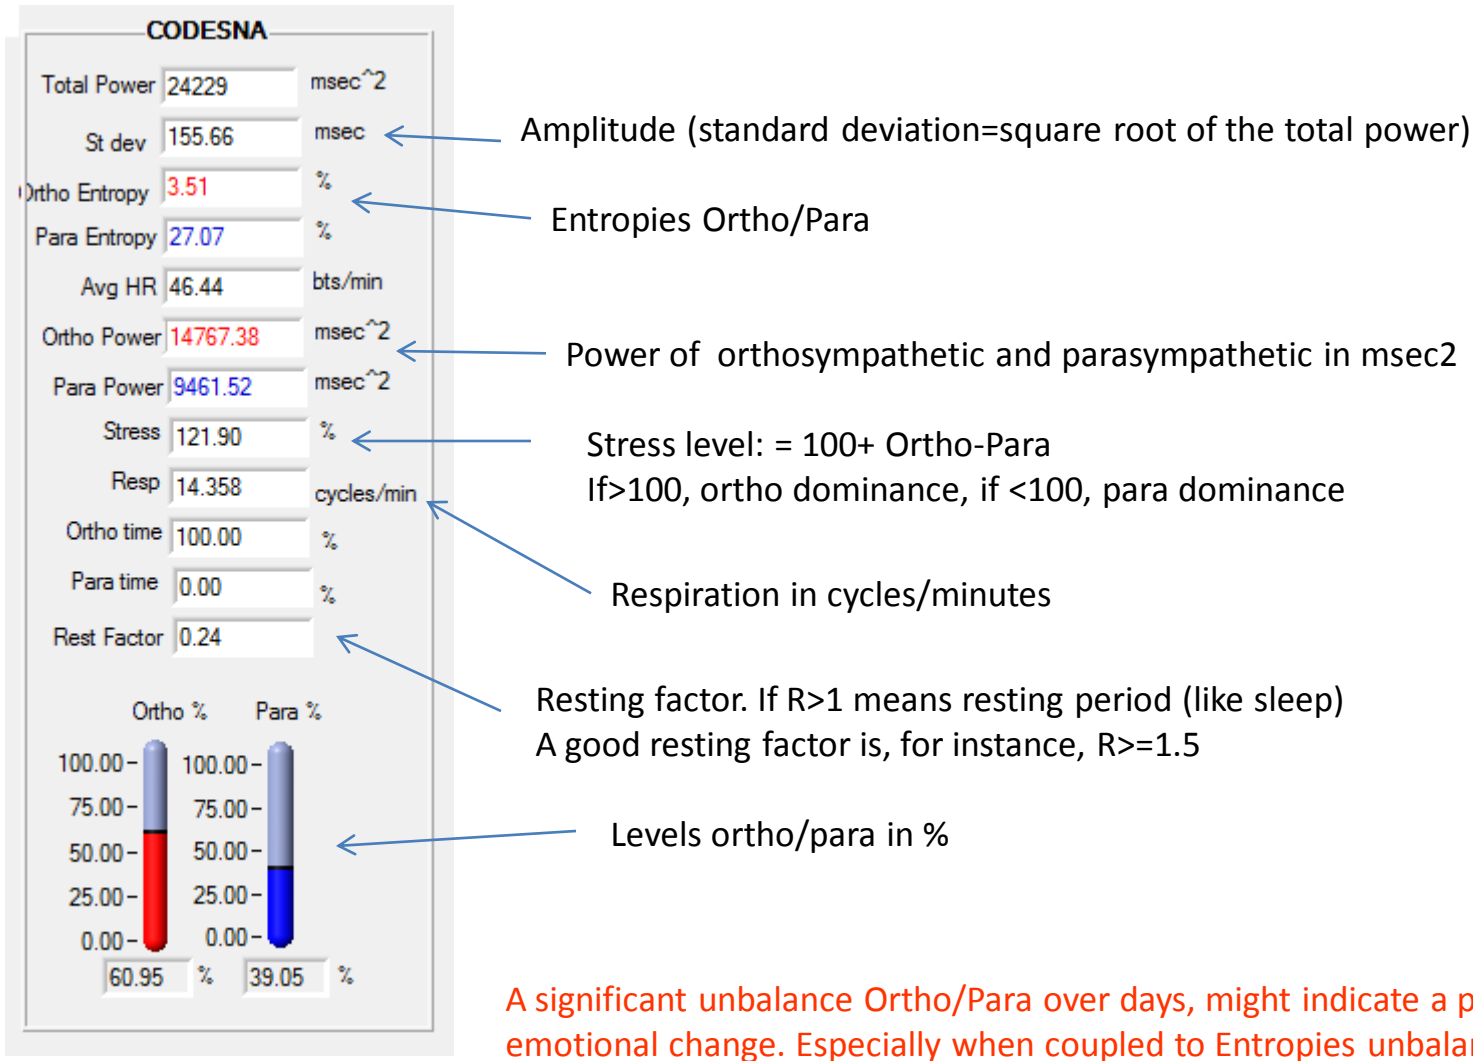 CODESNA
Total Power 24229 msec^2
St dev 155.66 msec
Ortho Entropy 3.51 %
Para Entropy 27.07 %
Avg HR 46.44 bts/min
Ortho Power 14767.38 msec^2
Para Power 9461.52 msec^2
Stress 121.90 %
Resp 14.358 cycles/min
Ortho time 100.00 %
Para time 0.00 %
Rest Factor 0.24
Ortho % Para %
100.00 100.00
75.00 75.00
50.00 50.00
25.00 25.00
0.00 0.00
60.95 % 39.05 %
Amplitude (standard deviation=square root of the total power)
Entropies Ortho/Para
Power of orthosympathetic and parasympathetic in msec2
Stress level: = 100+ Ortho-Para
If>100, ortho dominance, if <100, para dominance
Respiration in cycles/minutes
Resting factor. If R>1 means resting period (like sleep)
A good resting factor is, for instance, R>=1.5
Levels ortho/para in %
A significant unbalance Ortho/Para over days, might indicate a
emotional change. Especially when coupled to Entropies